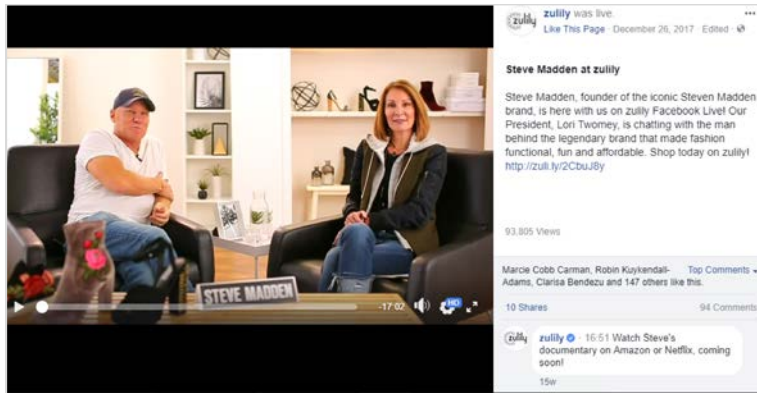 STEVE MADDEN
-17:02
HD
zulily
zulily was live.
Like This Page · December 26, 2017 · Edited ·
Steve Madden at zulily
Steve Madden, founder of the iconic Steven Madden
brand, is here with us on zulily Facebook Live! Our
President, Lori Twomey, is chatting with the man
behind the legendary brand that made fashion
functional, fun and affordable. Shop today on zulily!
http://zuli.ly/2CbuJ8y
93,805 Views
Marcie Cobb Carman, Robin Kuykendall-
Adams, Clarisa Bendezu and 147 others like this.
Top Comments
10 Shares
94 Comments
zulily
zulily · 16:51 Watch Steve's
documentary on Amazon or Netflix, coming
soon!
15w